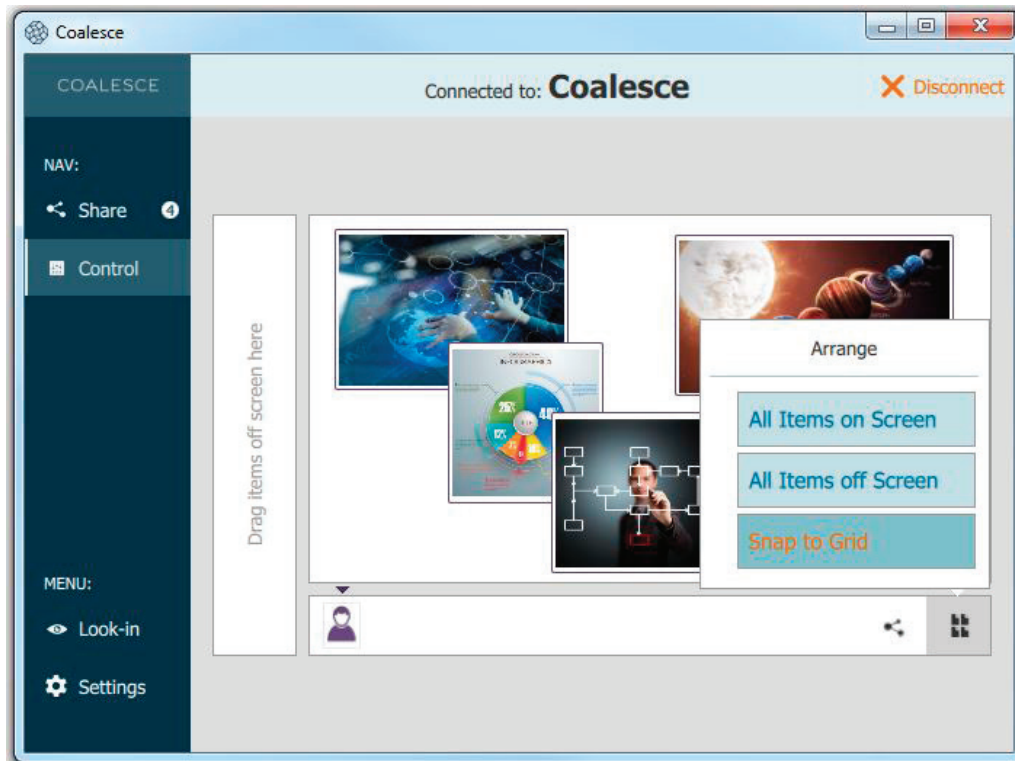 Coalesce
COALESCE
Connected to: Coalesce
Disconnect
NAV:
Share 4
Control
Drag items off screen here
INFOGRAPHICS
Arrange
All Items on Screen
All Items off Screen
Snap to Grid
MENU:
Look-in
Settings